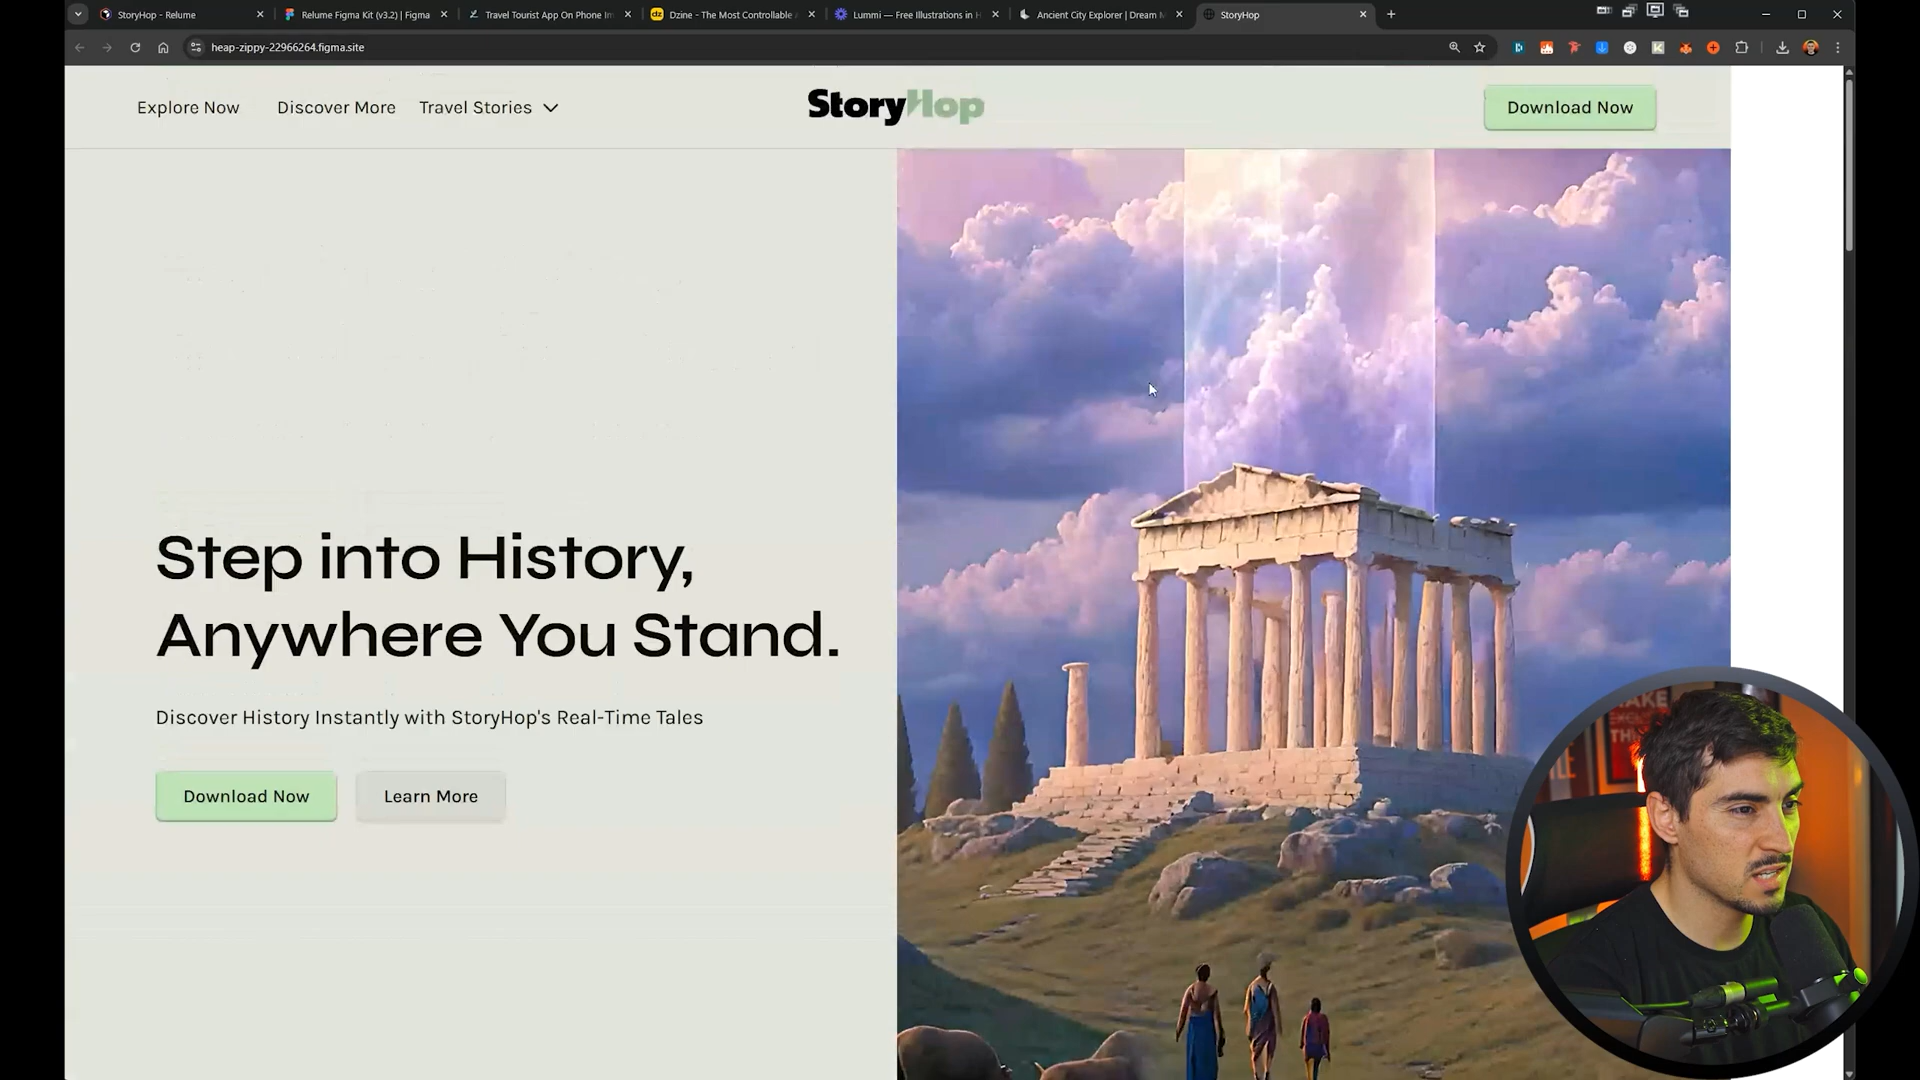 StoryHop - Relume
Relume Figma Kit (v3.2) | Figma
Travel Tourist App On Phone In
Dzine - The Most Controllable
Lummi — Free Illustrations in H
Ancient City Explorer | Dream
StoryHop
heap-zippy-22966264.figma.site
Explore Now
Discover More
Travel Stories
StoryHop
Download Now
Step into History,
Anywhere You Stand.
Discover History Instantly with StoryHop's Real-Time Tales
Download Now
Learn More